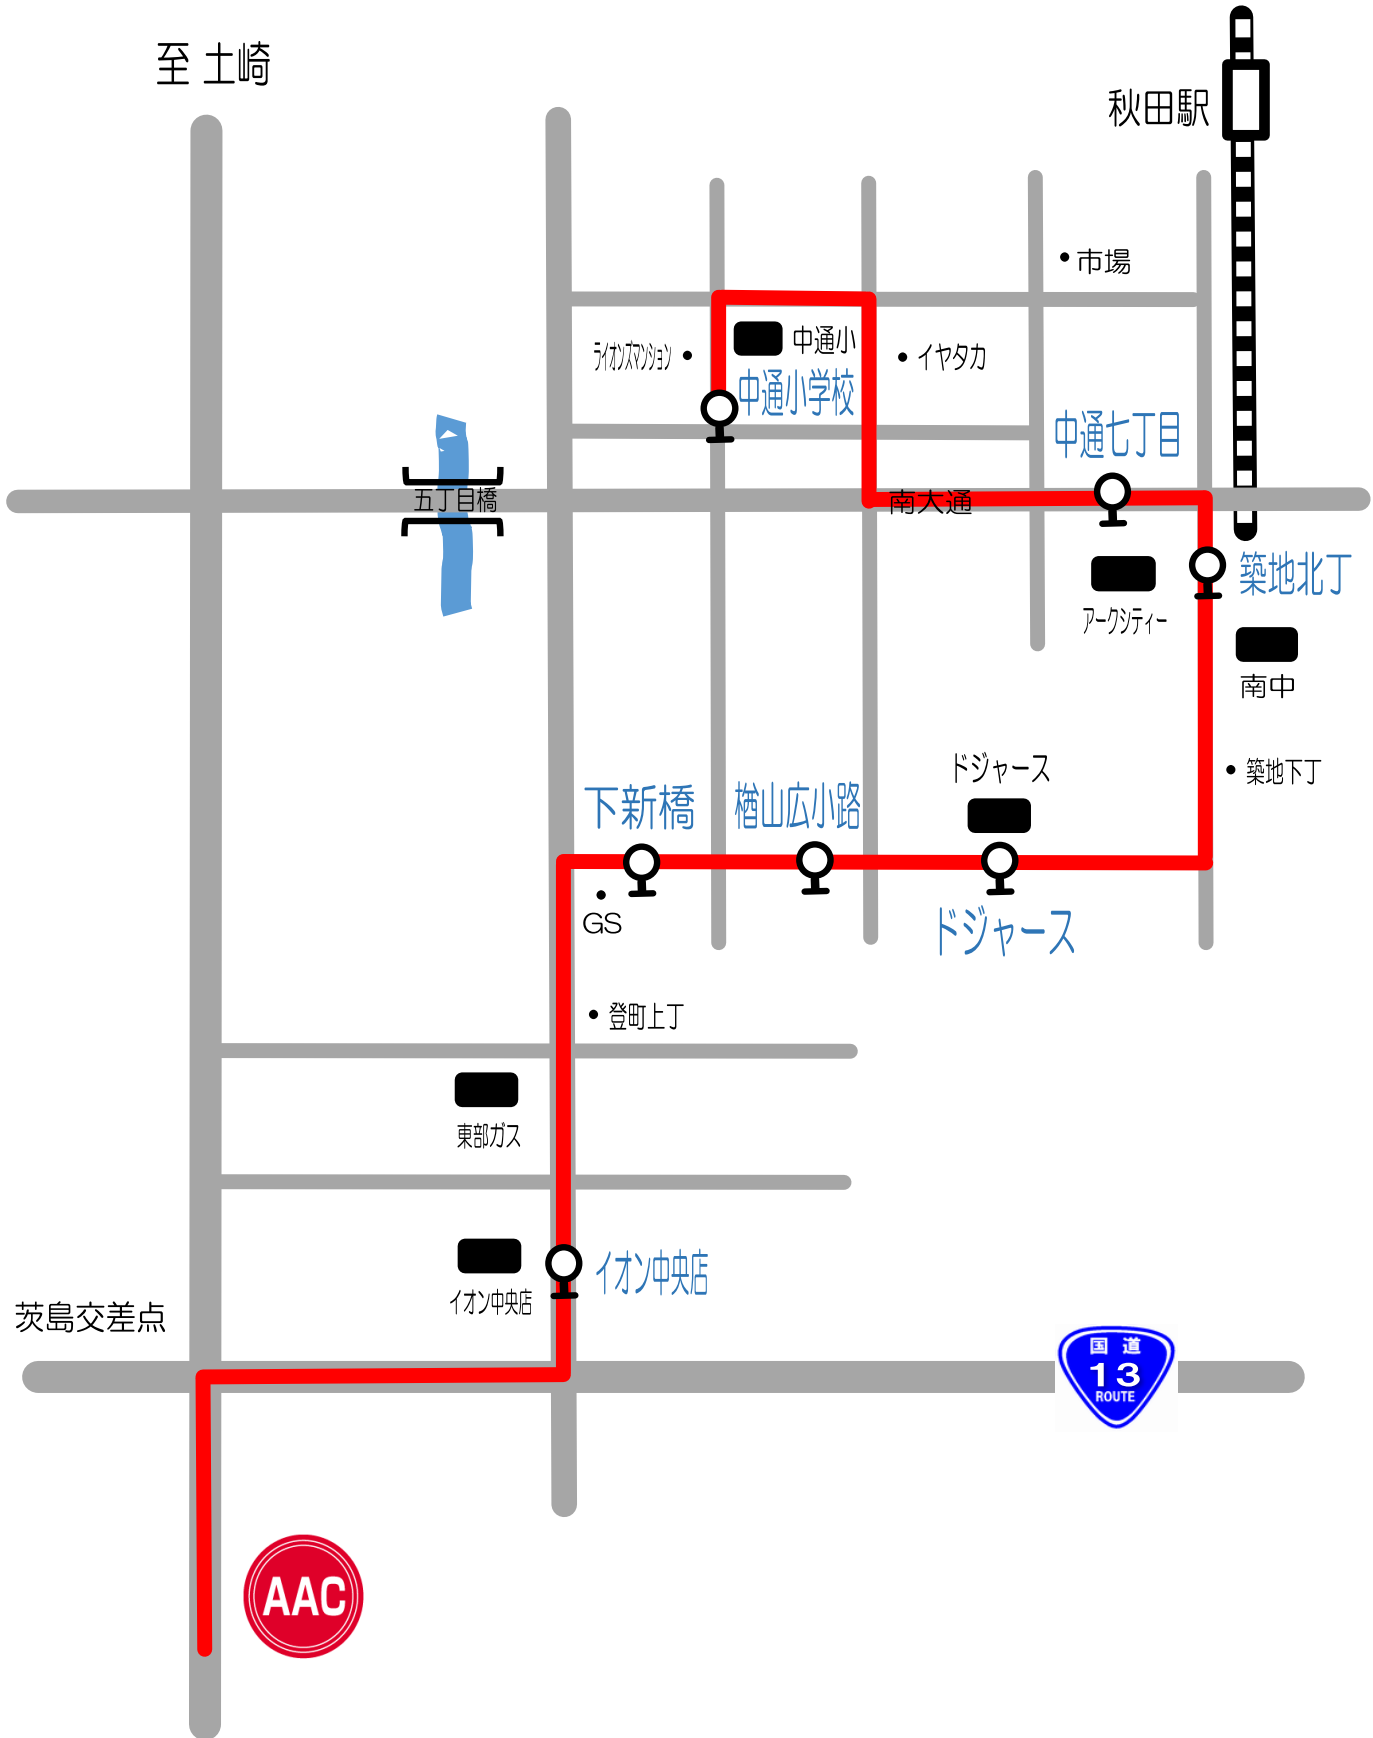 至 土崎
秋田駅
市場
中通小
ライオンズマンション
イヤタカ
中通小学校
中通七丁目
五丁目橋
南大通
築地北丁
アークシティー
南中
ドジャース
築地下丁
下新橋
楢山広小路
GS
ドジャース
登町上丁
東部ガス
イオン中央店
イオン中央店
茨島交差点
国 道
13
ROUTE
AAC